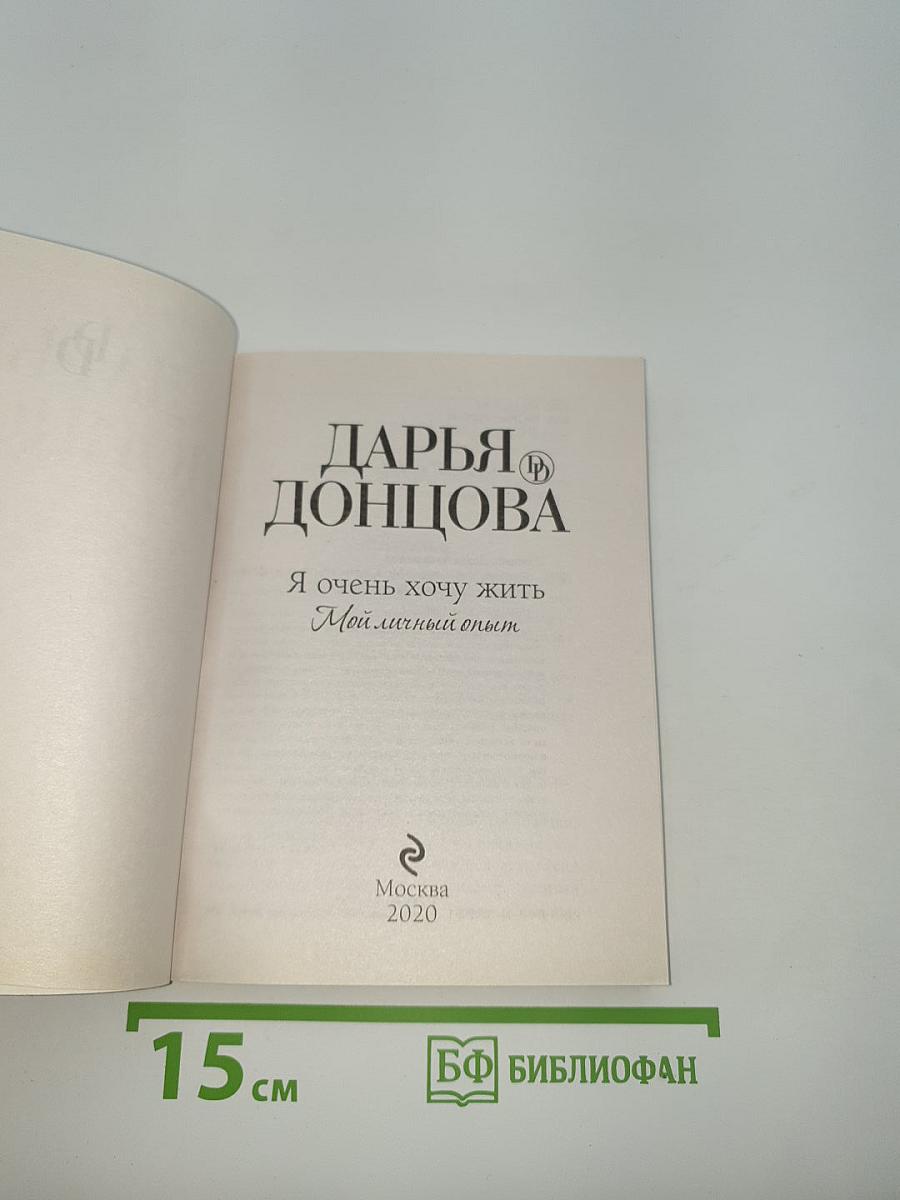 ДАРЬЯ
ДОНЦОВА
Я очень хочу жить
Мой личный опыт
Москва
2020
15 см
БФ БИБЛИОФАН